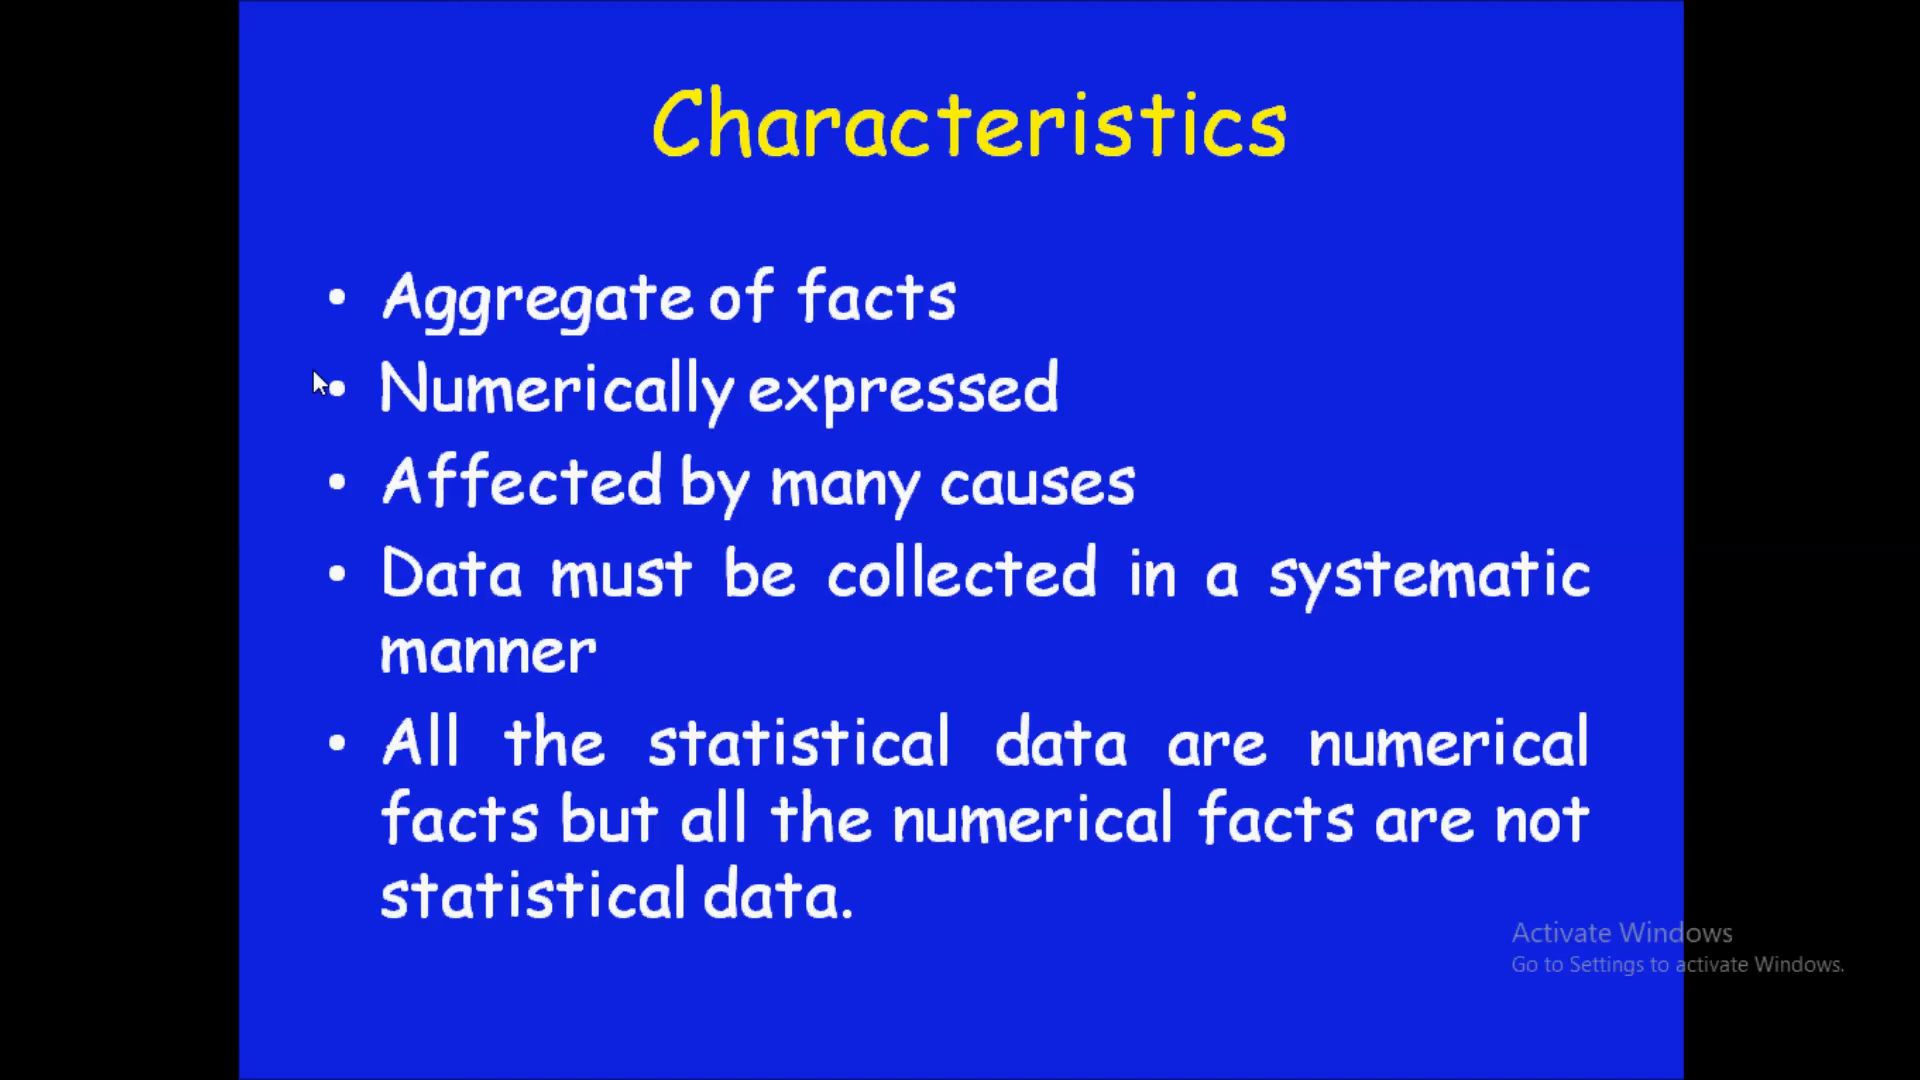 Characteristics
• Aggregate of facts
• Numerically expressed
• Affected by many causes
• Data must be collected in a systematic
manner
• All the statistical data are numerical
facts but all the numerical facts are not
statistical data.
Activate Windows
Go to Settings to activate Windows.